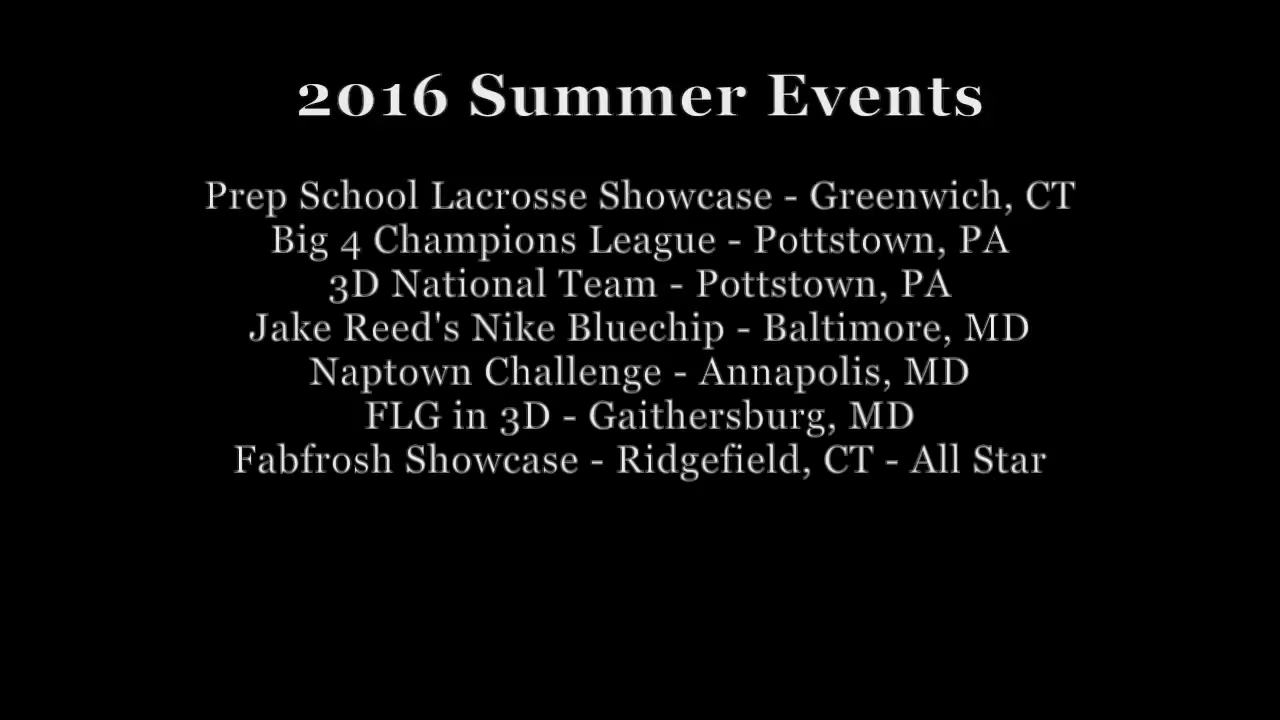 2016 Summer Events
Prep School Lacrosse Showcase - Greenwich, CT
Big 4 Champions League - Pottstown, PA
3D National Team - Pottstown, PA
Jake Reed's Nike Bluechip - Baltimore, MD
Naptown Challenge - Annapolis, MD
FLG in 3D - Gaithersburg, MD
Fabfrosh Showcase - Ridgefield, CT - All Star